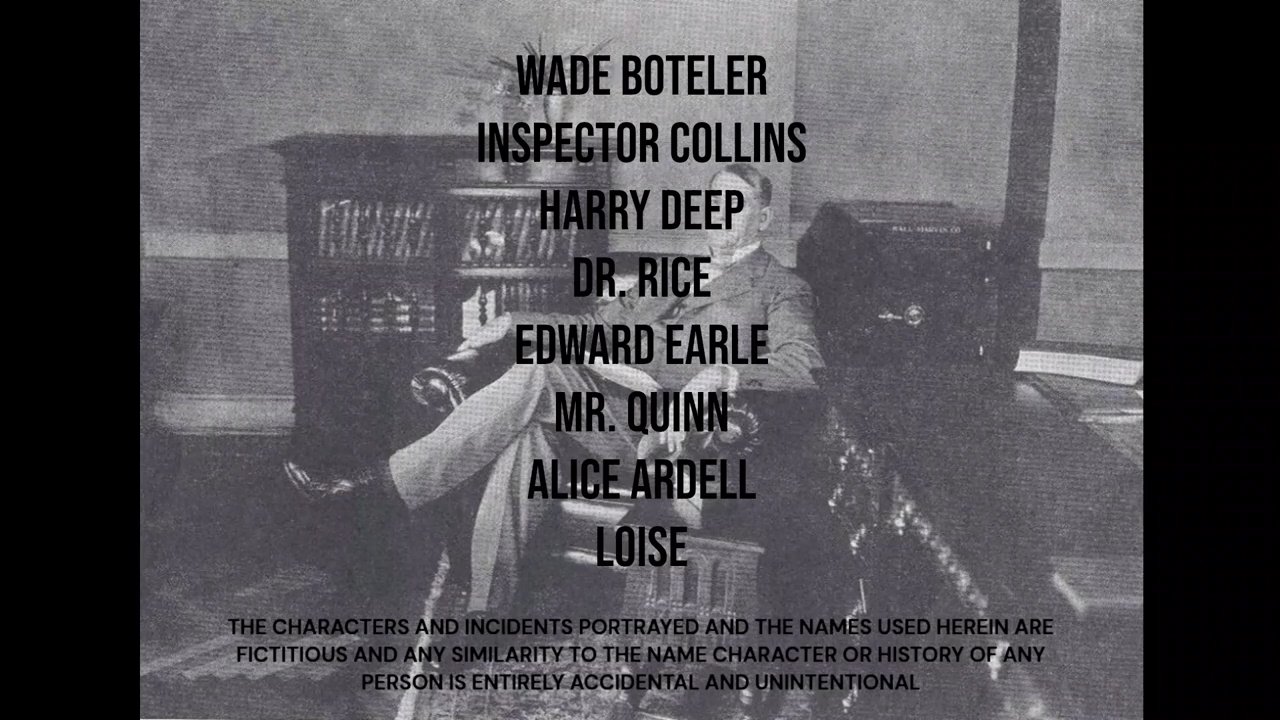 WADE BOTELER
INSPECTOR COLLINS
HARRY DEEP
DR. RICE
EDWARD EARLE
MR. QUINN
ALICE ARDELL
LOISE
THE CHARACTERS AND INCIDENTS PORTRAYED AND THE NAMES USED HEREIN ARE
FICTITIOUS AND ANY SIMILARITY TO THE NAME CHARACTER OR HISTORY OF ANY
PERSON IS ENTIRELY ACCIDENTAL AND UNINTENTIONAL